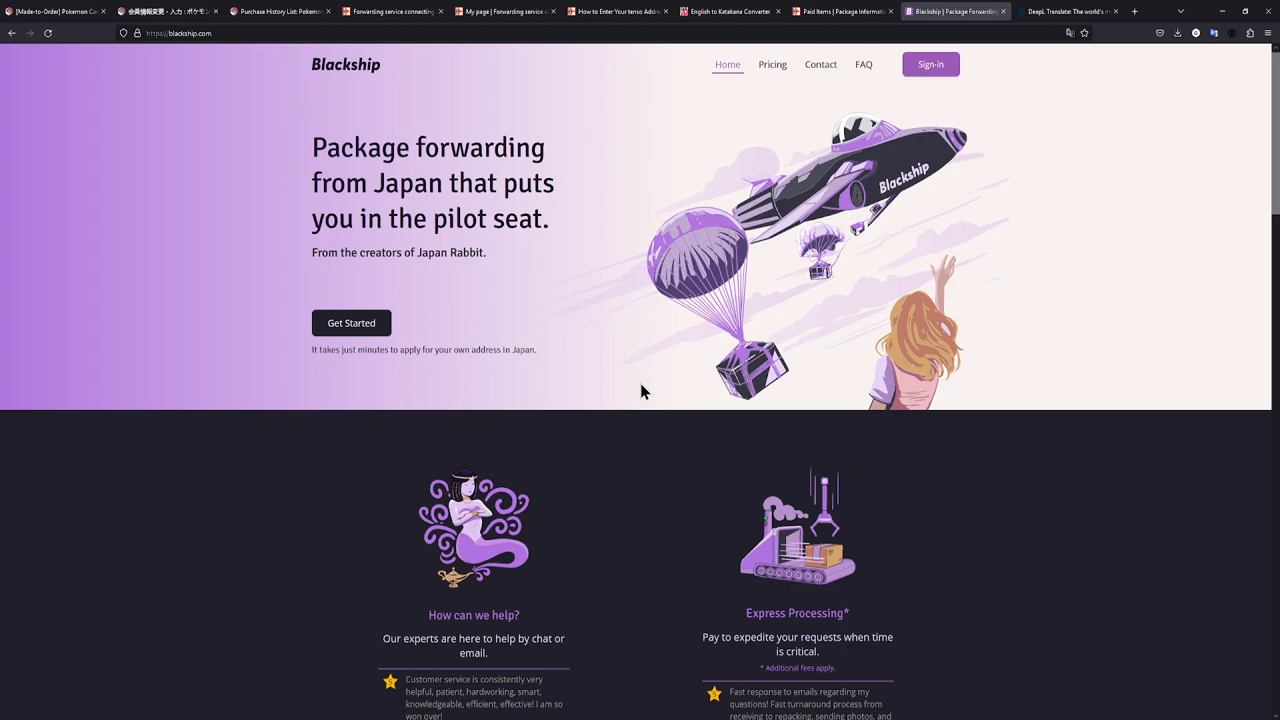 [Made-to-Order] Pokemon Ca
会員情報変更・入力 : ポケモン
Purchase History List: Pokemon
Forwarding service connecting
My page | Forwarding service
How to Enter Your tenso Addre
English to Katakana Converter
Paid Items | Package Informati
Blackship | Package Forwarding
DeepL Translate: The world's m
https://blackship.com
Blackship
Home
Pricing
Contact
FAQ
Sign-in
Package forwarding
from Japan that puts
you in the pilot seat.
From the creators of Japan Rabbit.
Get Started
It takes just minutes to apply for your own address in Japan.
Blackship
How can we help?
Our experts are here to help by chat or
email.
Customer service is consistently very
helpful, patient, hardworking, smart,
knowledgeable, efficient, effective! I am so
won over!
Express Processing*
Pay to expedite your requests when time
is critical.
* Additional fees apply.
Fast response to emails regarding my
questions! Fast turnaround process from
receiving to repacking, sending photos, and